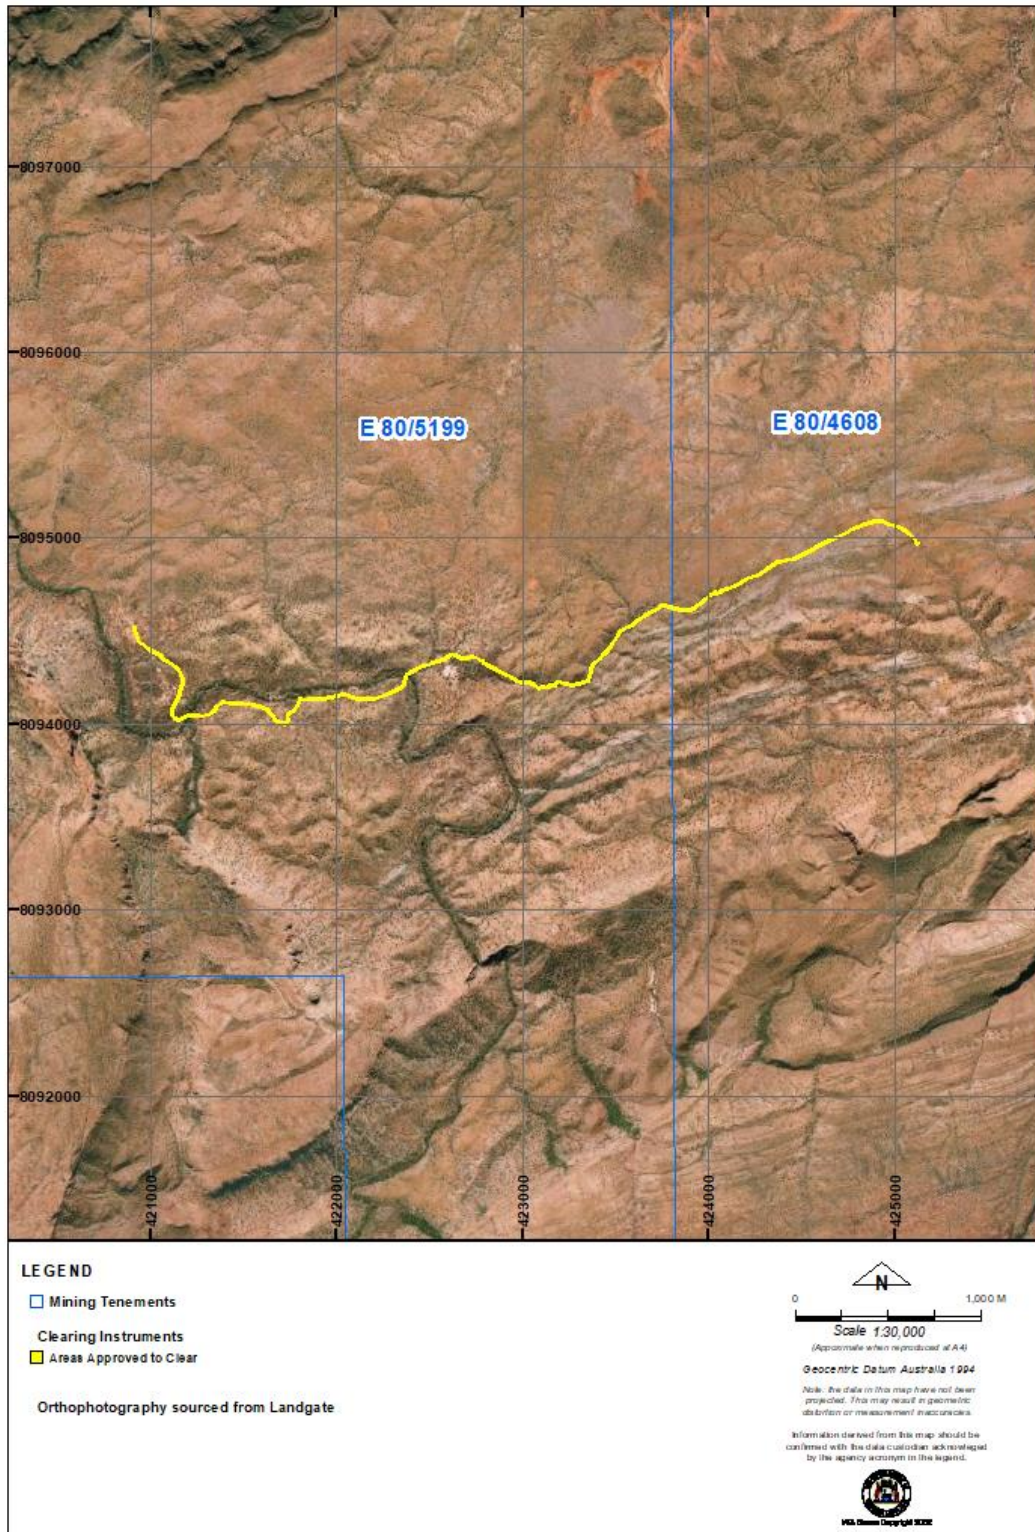 8097000
8096000
E 80/5199
E 80/4608
8095000
8094000
8093000
8092000
421000
422000
423000
424000
425000
LEGEND
Mining Tenements
Clearing Instruments
Areas Approved to Clear
Orthophotography sourced from Landgate
N
0 1,000 M
Scale 1:30,000
(Approximate when reproduced at A4)
Geocentric Datum Australia 1994
Note: the data in this map have not been
projected. This may result in geometric
distortion or measurement inaccuracies.
Information derived from this map should be
confirmed with the data custodian acknowleged
by the agency acronym in the legend.